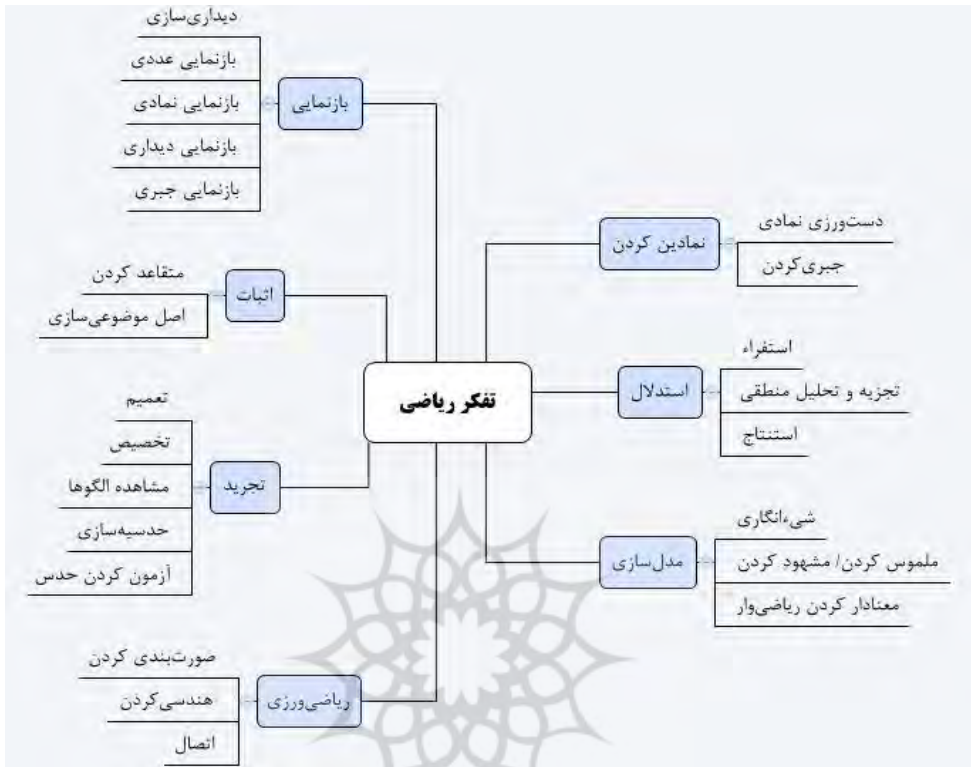 تفکر ریاضی
نمادین کردن
دست‌ورزی نمادی
جبری‌کردن
استدلال
استقراء
تجزیه و تحلیل منطقی
استنتاج
مدل‌سازی
شیءانگاری
ملموس کردن/ مشهود کردن
معنادار کردن ریاضی‌وار
بازنمایی
دیداری‌سازی
بازنمایی عددی
بازنمایی نمادی
بازنمایی دیداری
بازنمایی جبری
اثبات
متقاعد کردن
اصل موضوعی‌سازی
تجرید
تعمیم
تخصیص
مشاهده الگوها
حدسیه‌سازی
آزمون کردن حدس
ریاضی‌ورزی
صورت‌بندی کردن
هندسی‌کردن
اتصال